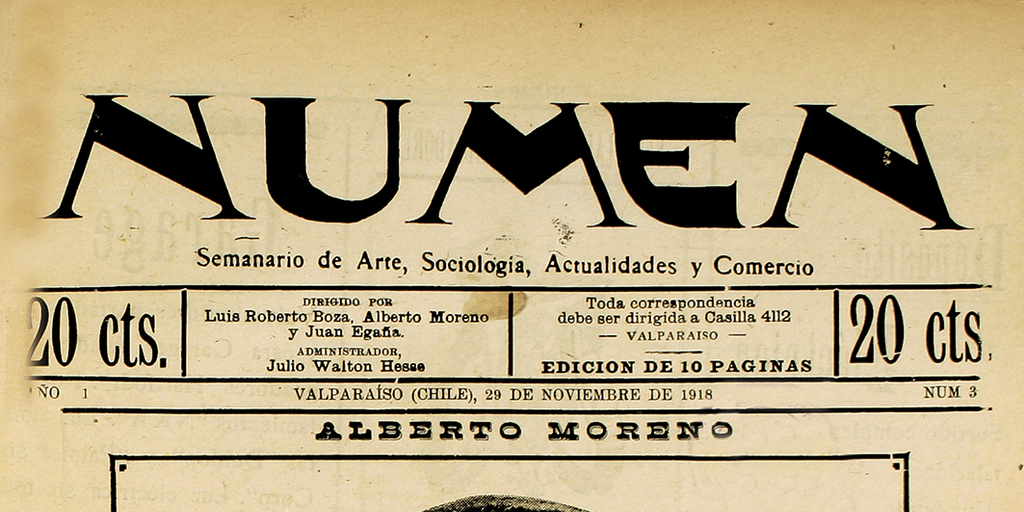 NUMEN
Semanario de Arte, Sociología, Actualidades y Comercio
20 cts.
DIRIGIDO POR
Luis Roberto Boza, Alberto Moreno
y Juan Egaña.
ADMINISTRADOR,
Julio Walton Hesse
Toda correspondencia
debe ser dirigida a Casilla 4112
— VALPARAISO —
EDICION DE 10 PAGINAS
20 cts.
AÑO 1
VALPARAÍSO (CHILE), 29 DE NOVIEMBRE DE 1918
NUM 3
ALBERTO MORENO